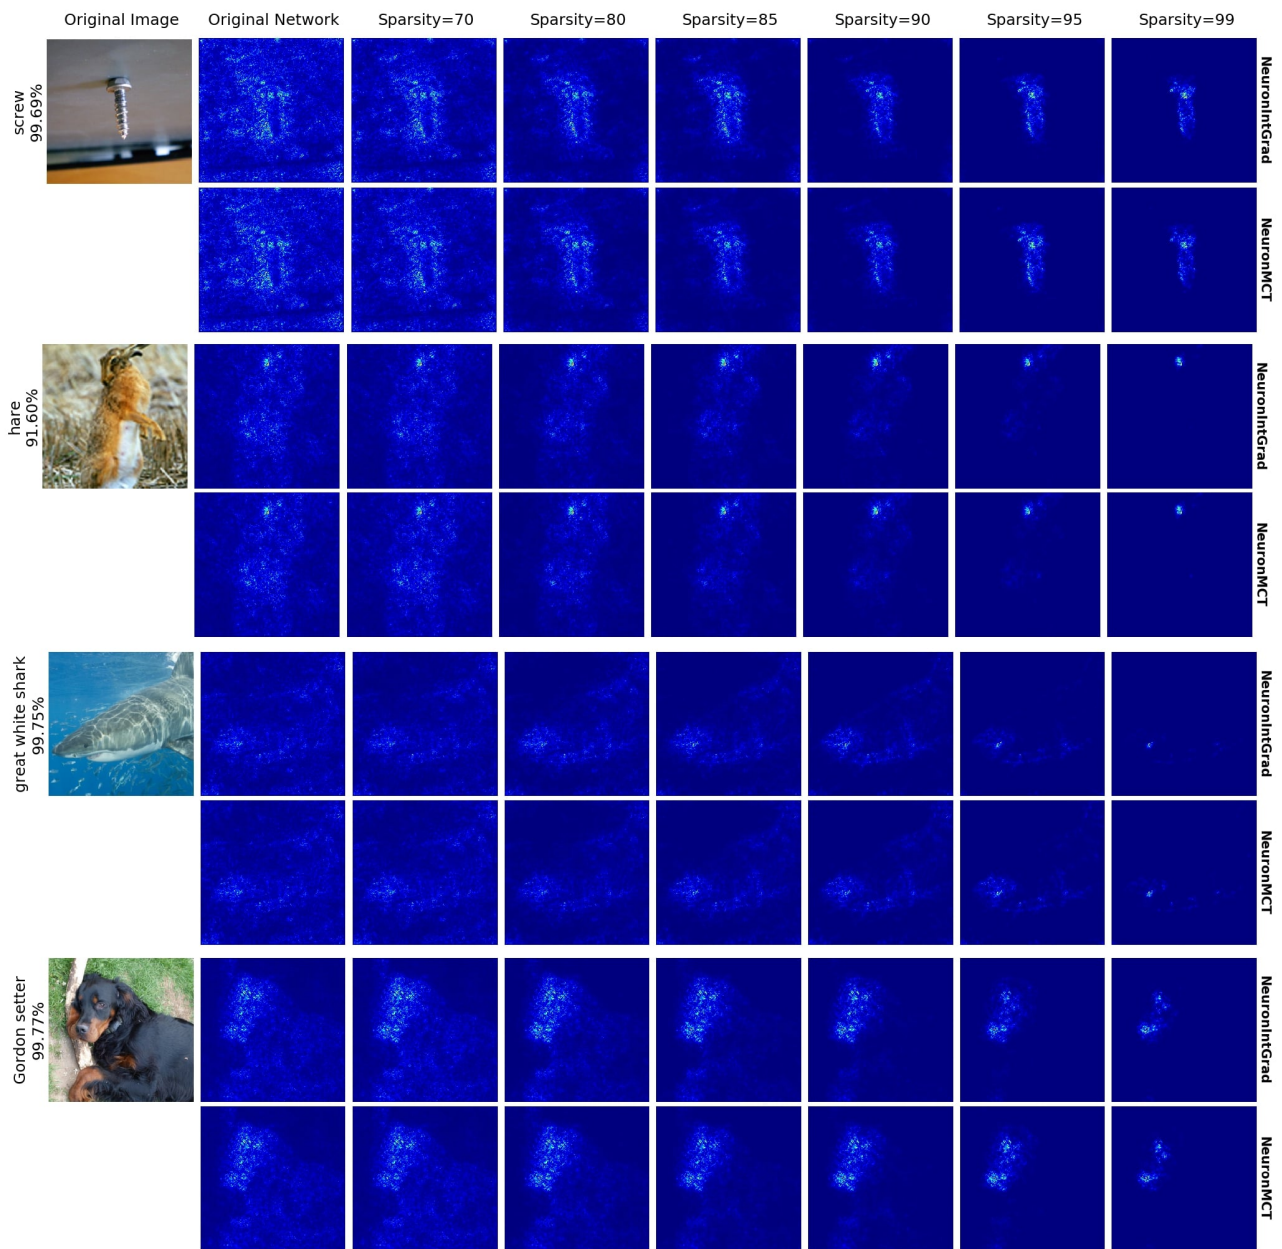 Original Image Original Network Sparsity=70 Sparsity=80 Sparsity=85 Sparsity=90 Sparsity=95 Sparsity=99
screw
99.69%
NeuronIntGrad
NeuronMCT
hare
91.60%
NeuronIntGrad
NeuronMCT
great white shark
99.75%
NeuronIntGrad
NeuronMCT
Gordon setter
99.77%
NeuronIntGrad
NeuronMCT